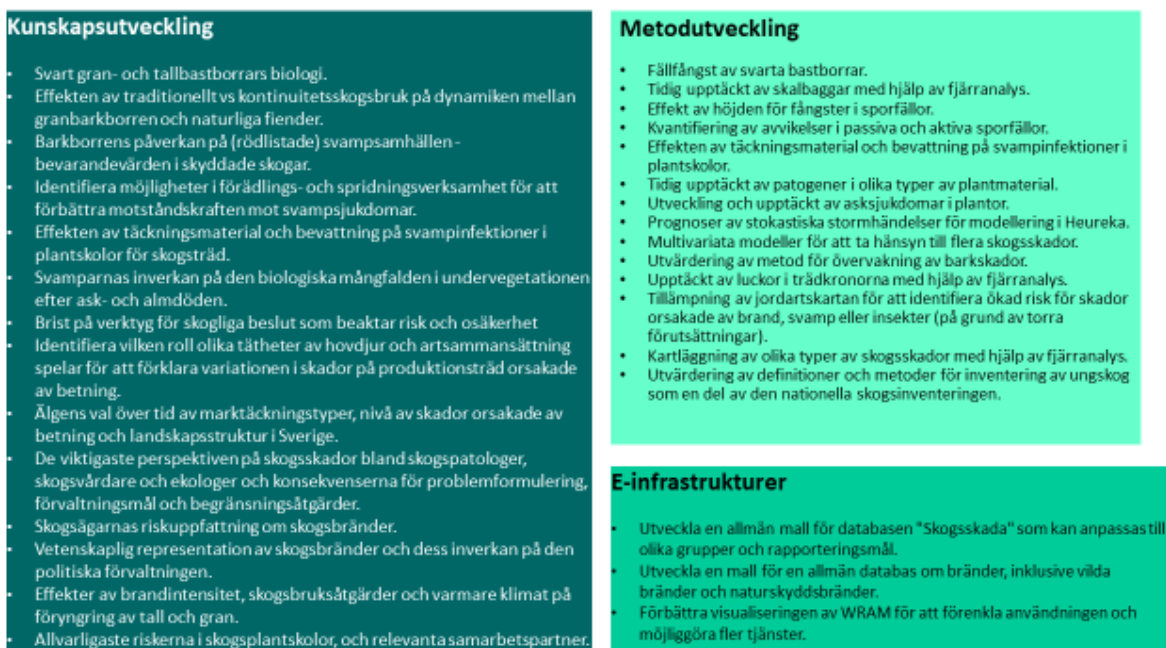 Kunskapsutveckling
• Svart gran- och tallbastborrars biologi.
• Effekten av traditionellt vs kontinuitetsskogsbruk på dynamiken mellan
granbarkborren och naturliga fiender.
• Barkborrens påverkan på (rödlistade) svampsamhällen -
bevarandevärden i skyddade skogar.
• Identifiera möjligheter i förädlings- och spridningsverksamhet för att
förbättra motståndskraften mot svampsjukdomar.
• Effekten av täckningsmaterial och bevattning på svampinfektioner i
plantskolor för skogsträd.
• Svamparnas inverkan på den biologiska mångfalden i undervegetationen
efter ask- och almdöden.
• Brist på verktyg för skogliga beslut som beaktar risk och osäkerhet
• Identifiera vilken roll olika tätheter av hovdjur och artsammansättning
spelar för att förklara variationen i skador på produktionsträd orsakade
av betning.
• Älgens val över tid av marktäckningstyper, nivå av skador orsakade av
betning och landskapsstruktur i Sverige.
• De viktigaste perspektiven på skogsskador bland skogspatologer,
skogsvårdare och ekologer och konsekvenserna för problemformulering,
förvaltningsmål och begränsningsåtgärder.
• Skogsägarnas riskuppfattning om skogsbränder.
• Vetenskaplig representation av skogsbränder och dess inverkan på den
politiska förvaltningen.
• Effekter av brandintensitet, skogsbruksåtgärder och varmare klimat på
föryngring av tall och gran.
• Allvarligaste riskerna i skogsplantskolor, och relevanta samarbetspartner.
Metodutveckling
• Fällfångst av svarta bastborrar.
• Tidig upptäckt av skalbaggar med hjälp av fjärranalys.
• Effekt av höjden för fångster i sporfällor.
• Kvantifiering av avvikelser i passiva och aktiva sporfällor.
• Effekten av täckningsmaterial och bevattning på svampinfektioner i
plantskolor.
• Tidig upptäckt av patogener i olika typer av plantmaterial.
• Utveckling och upptäckt av asksjukdomar i plantor.
• Prognoser av stokastiska stormhändelser för modellering i Heureka.
• Multivariata modeller för att ta hänsyn till flera skogsskador.
• Utvärdering av metod för övervakning av barkskador.
• Upptäckt av luckor i trädkronorna med hjälp av fjärranalys.
• Tillämpning av jordartskartan för att identifiera ökad risk för skador
orsakade av brand, svamp eller insekter (på grund av torra
förutsättningar).
• Kartläggning av olika typer av skogsskador med hjälp av fjärranalys.
• Utvärdering av definitioner och metoder för inventering av ungskog
som en del av den nationella skogsinventeringen.
E-infrastrukturer
• Utveckla en allmän mall för databasen "Skogsskada" som kan anpassas till
olika grupper och rapporteringsmål.
• Utveckla en mall för en allmän databas om bränder, inklusive vilda
bränder och naturskyddsbränder.
• Förbättra visualiseringen av WRAM för att förenkla användningen och
möjliggöra fler tjänster.